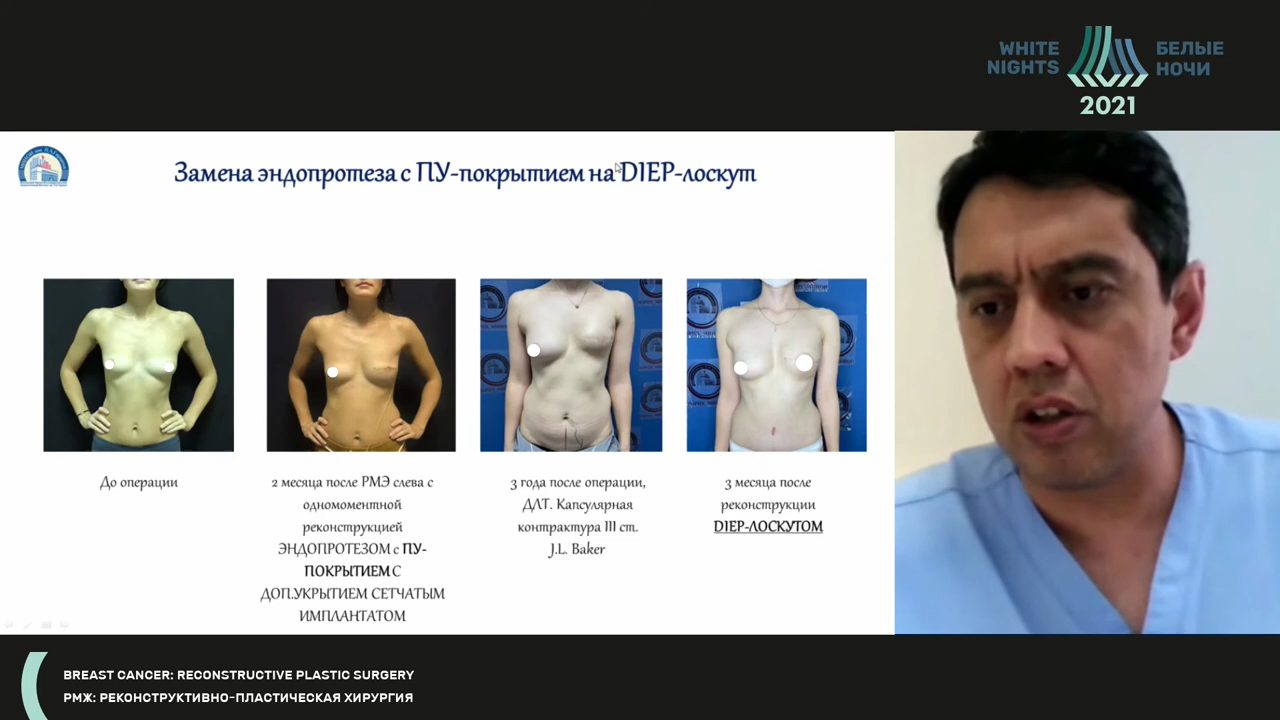 WHITE
NIGHTS
БЕЛЫЕ
НОЧИ
2021
Замена эндопротеза с ПУ-покрытием на DIEP-лоскут
До операции
2 месяца после РМЭ слева с
одномоментной
реконструкцией
ЭНДОПРОТЕЗОМ с ПУ-
ПОКРЫТИЕМ С
ДОП.УКРЫТИЕМ СЕТЧАТЫМ
ИМПЛАНТАТОМ
3 года после операции,
ДЛТ. Капсулярная
контрактура III ст.
J.L. Baker
3 месяца после
реконструкции
DIEP-ЛОСКУТОМ
BREAST CANCER: RECONSTRUCTIVE PLASTIC SURGERY
РМЖ: РЕКОНСТРУКТИВНО-ПЛАСТИЧЕСКАЯ ХИРУРГИЯ